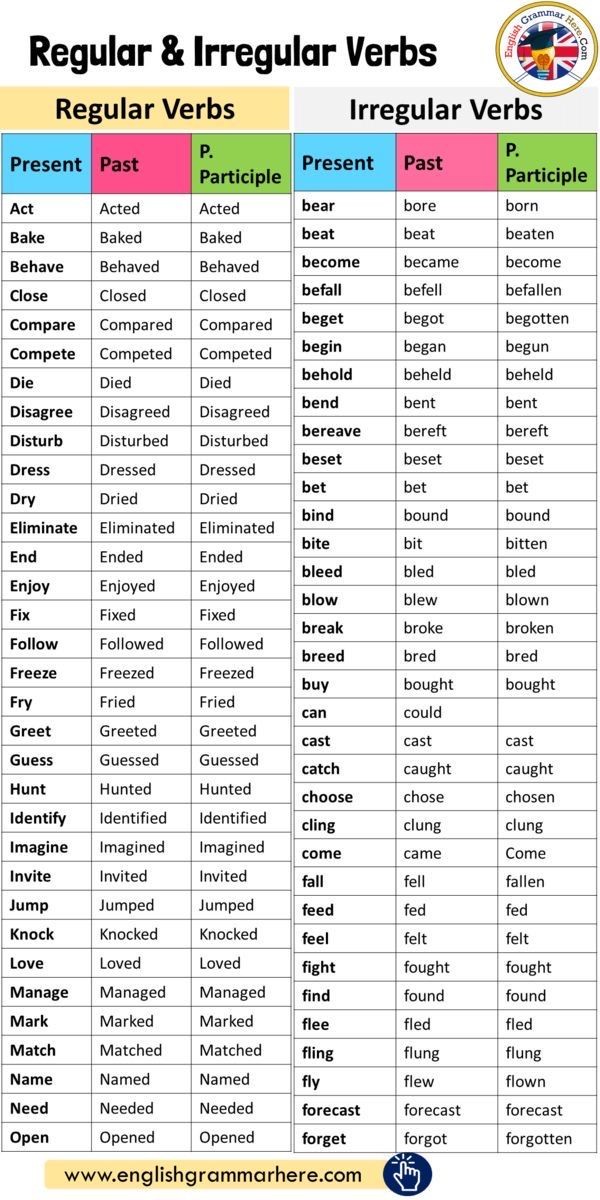 Regular & Irregular Verbs
English Grammar Here.Com
Regular Verbs
Present Past P. Participle
Act Acted Acted
Bake Baked Baked
Behave Behaved Behaved
Close Closed Closed
Compare Compared Compared
Compete Competed Competed
Die Died Died
Disagree Disagreed Disagreed
Disturb Disturbed Disturbed
Dress Dressed Dressed
Dry Dried Dried
Eliminate Eliminated Eliminated
End Ended Ended
Enjoy Enjoyed Enjoyed
Fix Fixed Fixed
Follow Followed Followed
Freeze Freezed Freezed
Fry Fried Fried
Greet Greeted Greeted
Guess Guessed Guessed
Hunt Hunted Hunted
Identify Identified Identified
Imagine Imagined Imagined
Invite Invited Invited
Jump Jumped Jumped
Knock Knocked Knocked
Love Loved Loved
Manage Managed Managed
Mark Marked Marked
Match Matched Matched
Name Named Named
Need Needed Needed
Open Opened Opened
Irregular Verbs
Present Past P. Participle
bear bore born
beat beat beaten
become became become
befall befell befallen
beget begot begotten
begin began begun
behold beheld beheld
bend bent bent
bereave bereft bereft
beset beset beset
bet bet bet
bind bound bound
bite bit bitten
bleed bled bled
blow blew blown
break broke broken
breed bred bred
buy bought bought
can could
cast cast cast
catch caught caught
choose chose chosen
cling clung clung
come came Come
fall fell fallen
feed fed fed
feel felt felt
fight fought fought
find found found
flee fled fled
fling flung flung
fly flew flown
forecast forecast forecast
forget forgot forgotten
www.englishgrammarhere.com